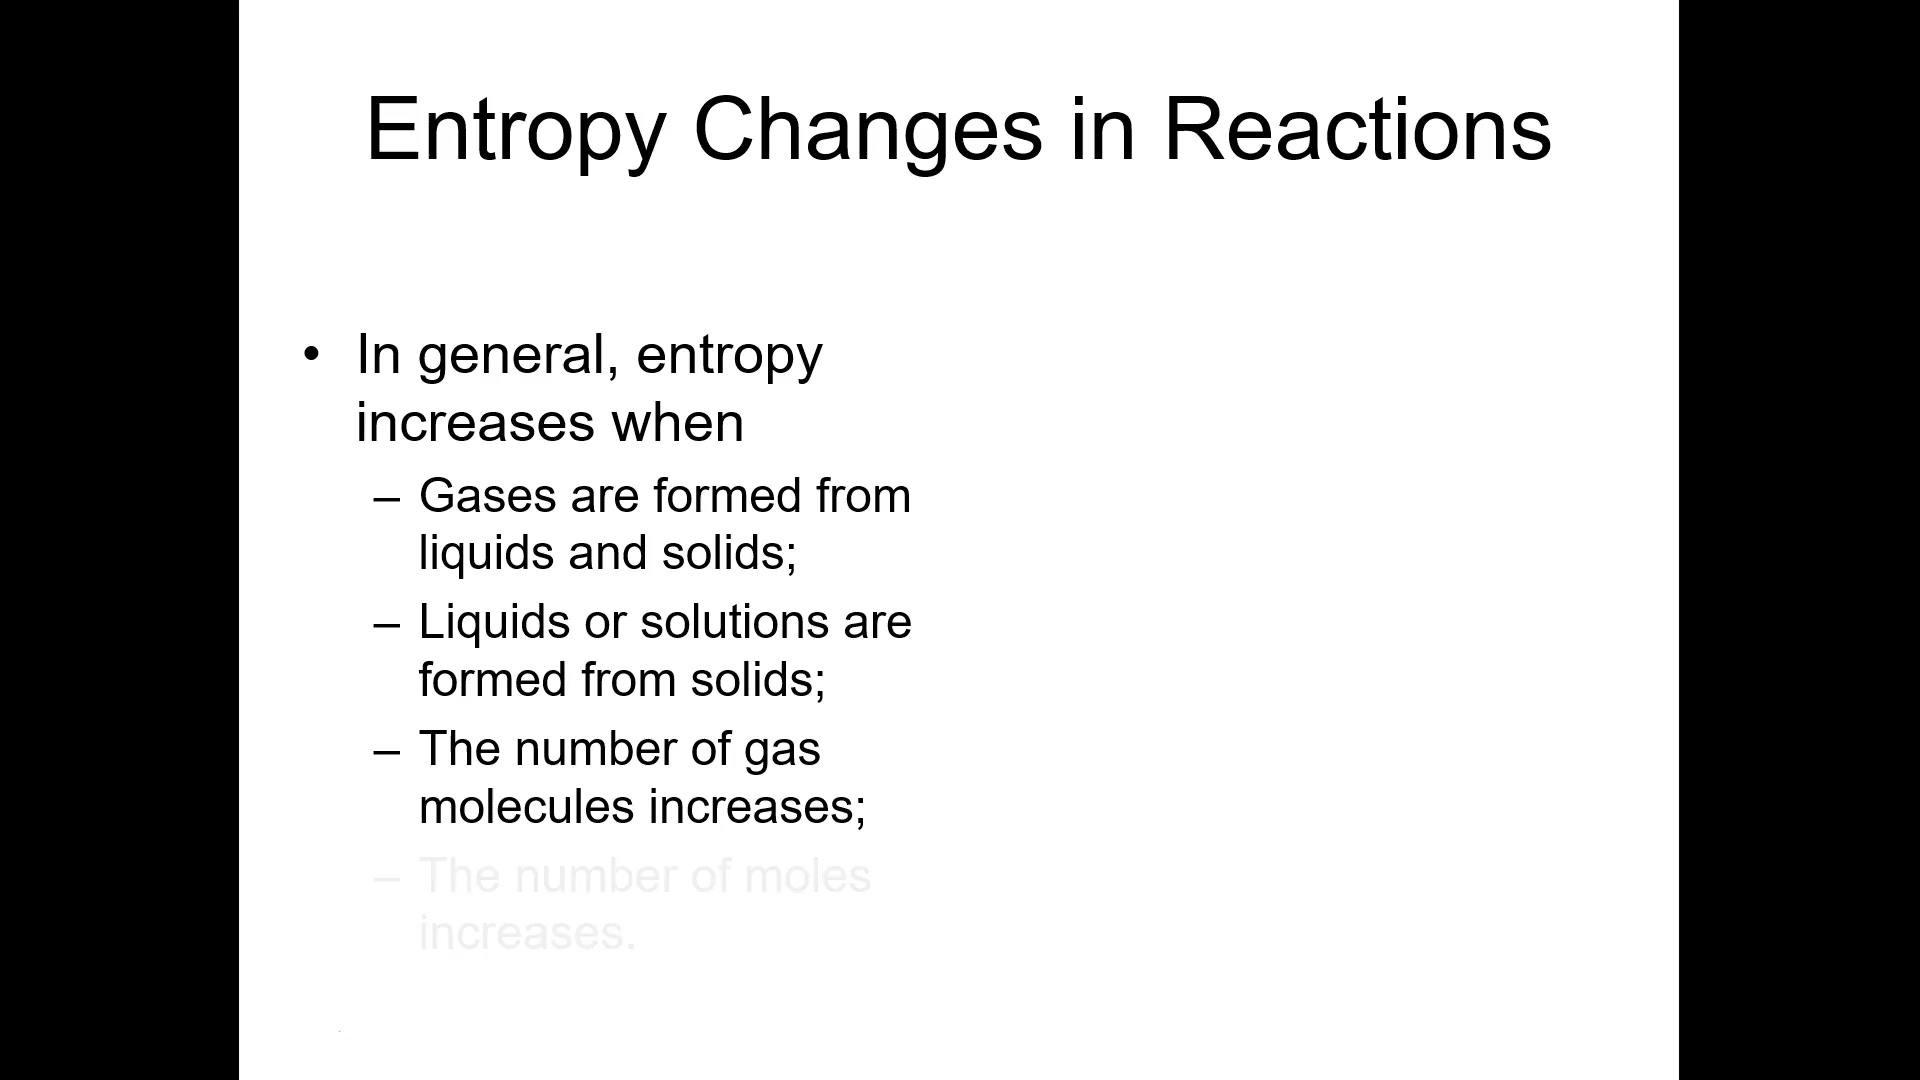 Entropy Changes in Reactions
• In general, entropy
increases when
– Gases are formed from
liquids and solids;
– Liquids or solutions are
formed from solids;
– The number of gas
molecules increases;
– The number of moles
increases.